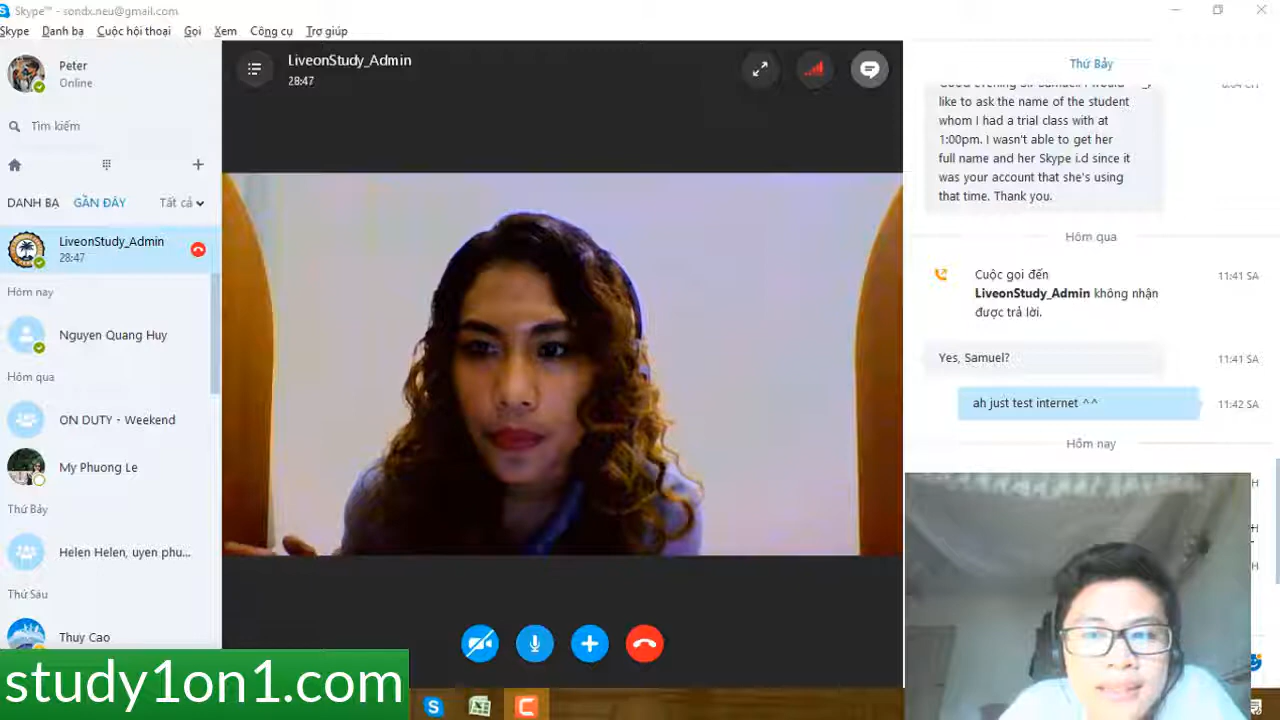 Skype™ - sondx.neu@gmail.com
Skype Danh bạ Cuộc hội thoại Gọi Xem Công cụ Trợ giúp
Peter
Online
Tìm kiếm
DANH BẠ GẦN ĐÂY Tất cả
LiveonStudy_Admin
28:47
Hôm nay
Nguyen Quang Huy
Hôm qua
ON DUTY - Weekend
My Phuong Le
Thứ Bảy
Helen Helen, uyen phu...
Thứ Sáu
Thuy Cao
study1on1.com
LiveonStudy_Admin
28:47
Thứ Bảy
like to ask the name of the student
whom I had a trial class with at
1:00pm. I wasn't able to get her
full name and her Skype i.d since it
was your account that she's using
that time. Thank you.
Hôm qua
Cuộc gọi đến
LiveonStudy_Admin không nhận
được trả lời.
11:41 SA
Yes, Samuel?
11:41 SA
ah just test internet ^^
11:42 SA
Hôm nay